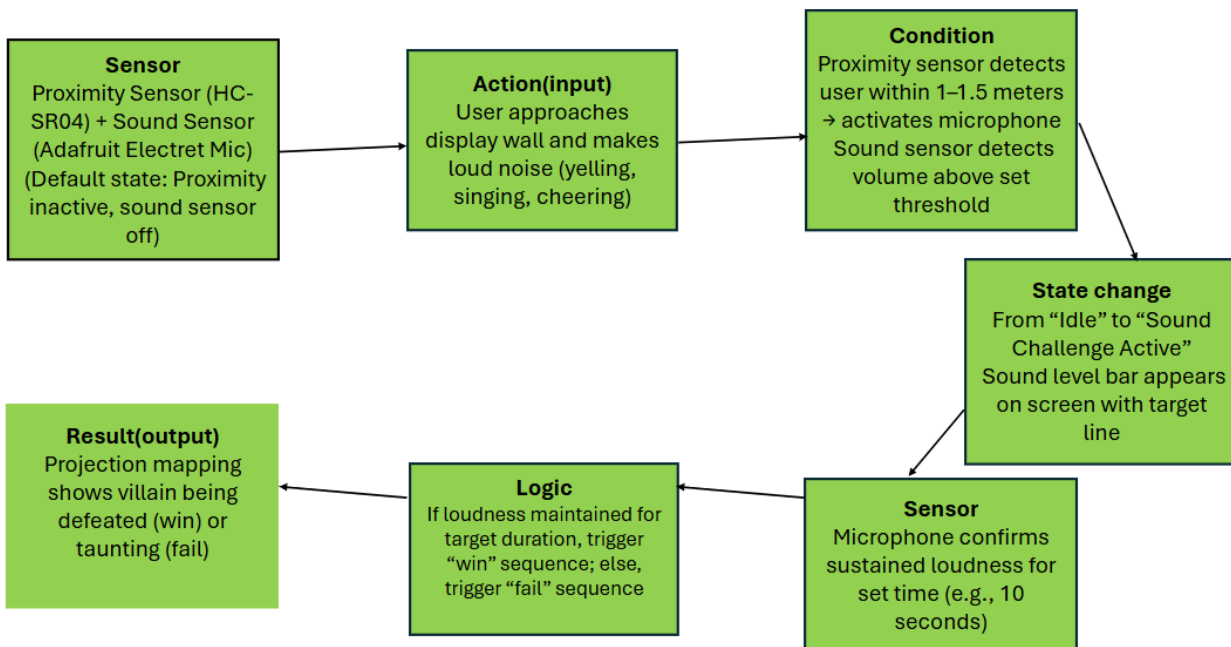 Sensor
Proximity Sensor (HC-
SR04) + Sound Sensor
(Adafruit Electret Mic)
(Default state: Proximity
inactive, sound sensor
off)
Action(input)
User approaches
display wall and makes
loud noise (yelling,
singing, cheering)
Condition
Proximity sensor detects
user within 1–1.5 meters
→ activates microphone
Sound sensor detects
volume above set
threshold
State change
From “Idle” to “Sound
Challenge Active”
Sound level bar appears
on screen with target
line
Sensor
Microphone confirms
sustained loudness for
set time (e.g., 10
seconds)
Logic
If loudness maintained for
target duration, trigger
“win” sequence; else,
trigger “fail” sequence
Result(output)
Projection mapping
shows villain being
defeated (win) or
taunting (fail)